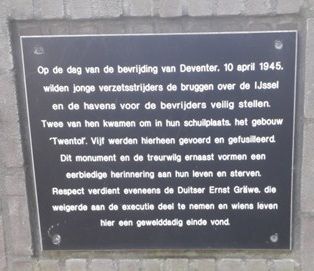 Op de dag van de bevrijding van Deventer, 10 april 1945,
wilden jonge verzetsstrijders de bruggen over de IJssel
en de havens voor de bevrijders veilig stellen.
Twee van hen kwamen om in hun schuilplaats, het gebouw
'Twentol'. Vijf werden hierheen gevoerd en gefusilleerd.
Dit monument en de treurwilg ernaast vormen een
eerbiedige herinnering aan hun leven en sterven.
Respect verdient eveneens de Duitser Ernst Gräwe, die
weigerde aan de executie deel te nemen en wiens leven
hier een gewelddadig einde vond.